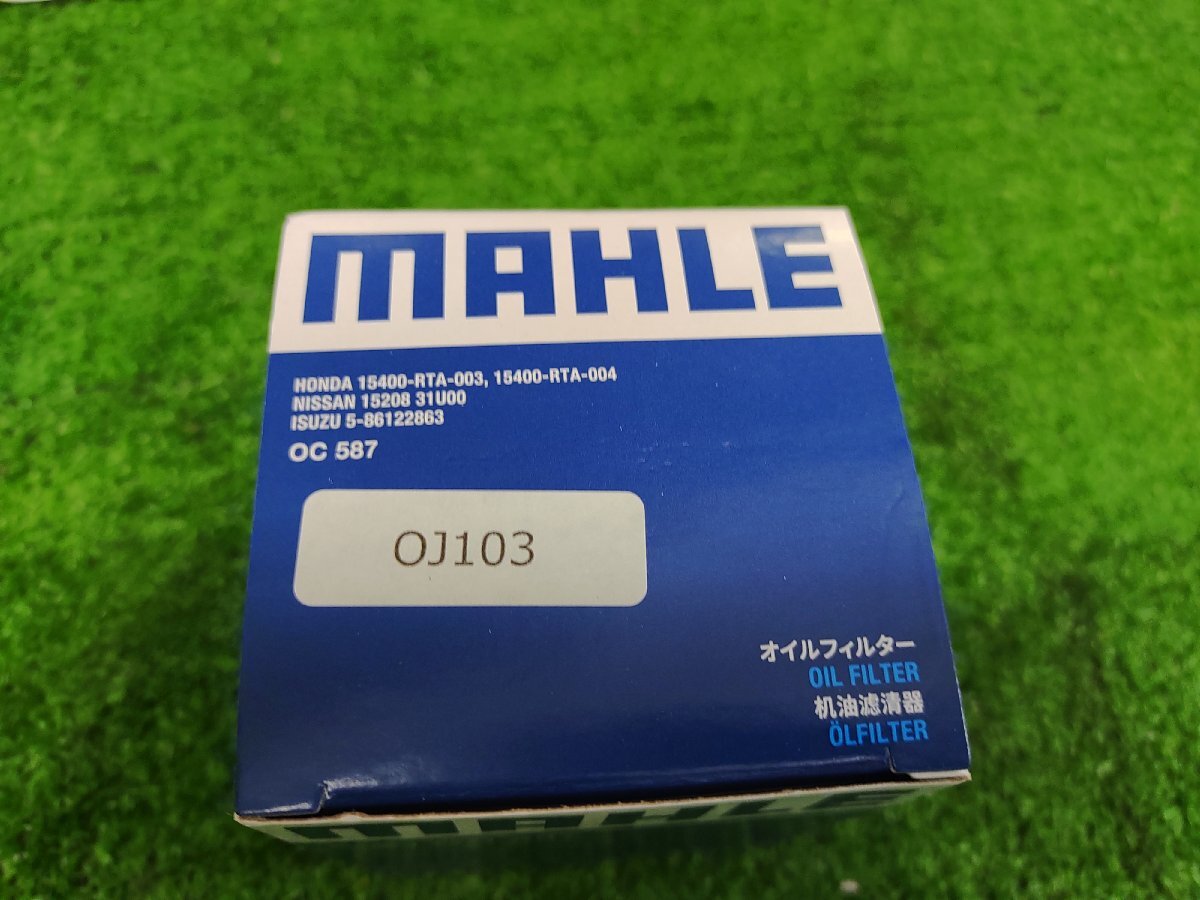 MAHLE
HONDA 15400-RTA-003, 15400-RTA-004
NISSAN 15208 31U00
ISUZU 5-86122863
OC 587
OJ103
オイルフィルター
OIL FILTER
机油滤清器
ÖLFILTER
MAHLE